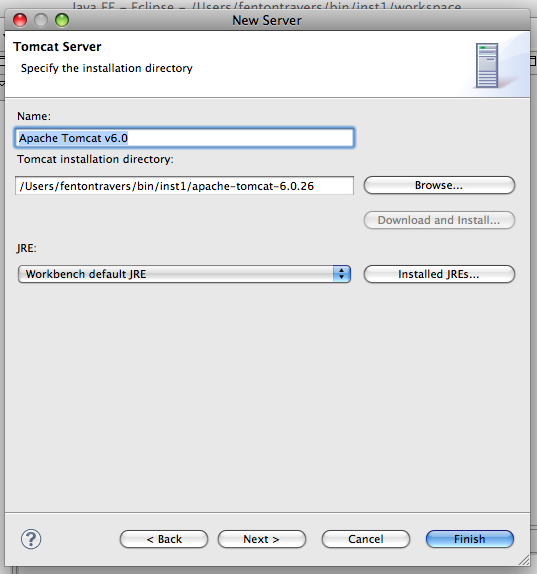 Java EE - Eclipse - /Users/fentontravers/bin/inst1/workspace
New Server
Tomcat Server
Specify the installation directory
Name:
Apache Tomcat v6.0
Tomcat installation directory:
/Users/fentontravers/bin/inst1/apache-tomcat-6.0.26
Browse...
Download and Install...
JRE:
Workbench default JRE
Installed JREs...
?
< Back
Next >
Cancel
Finish